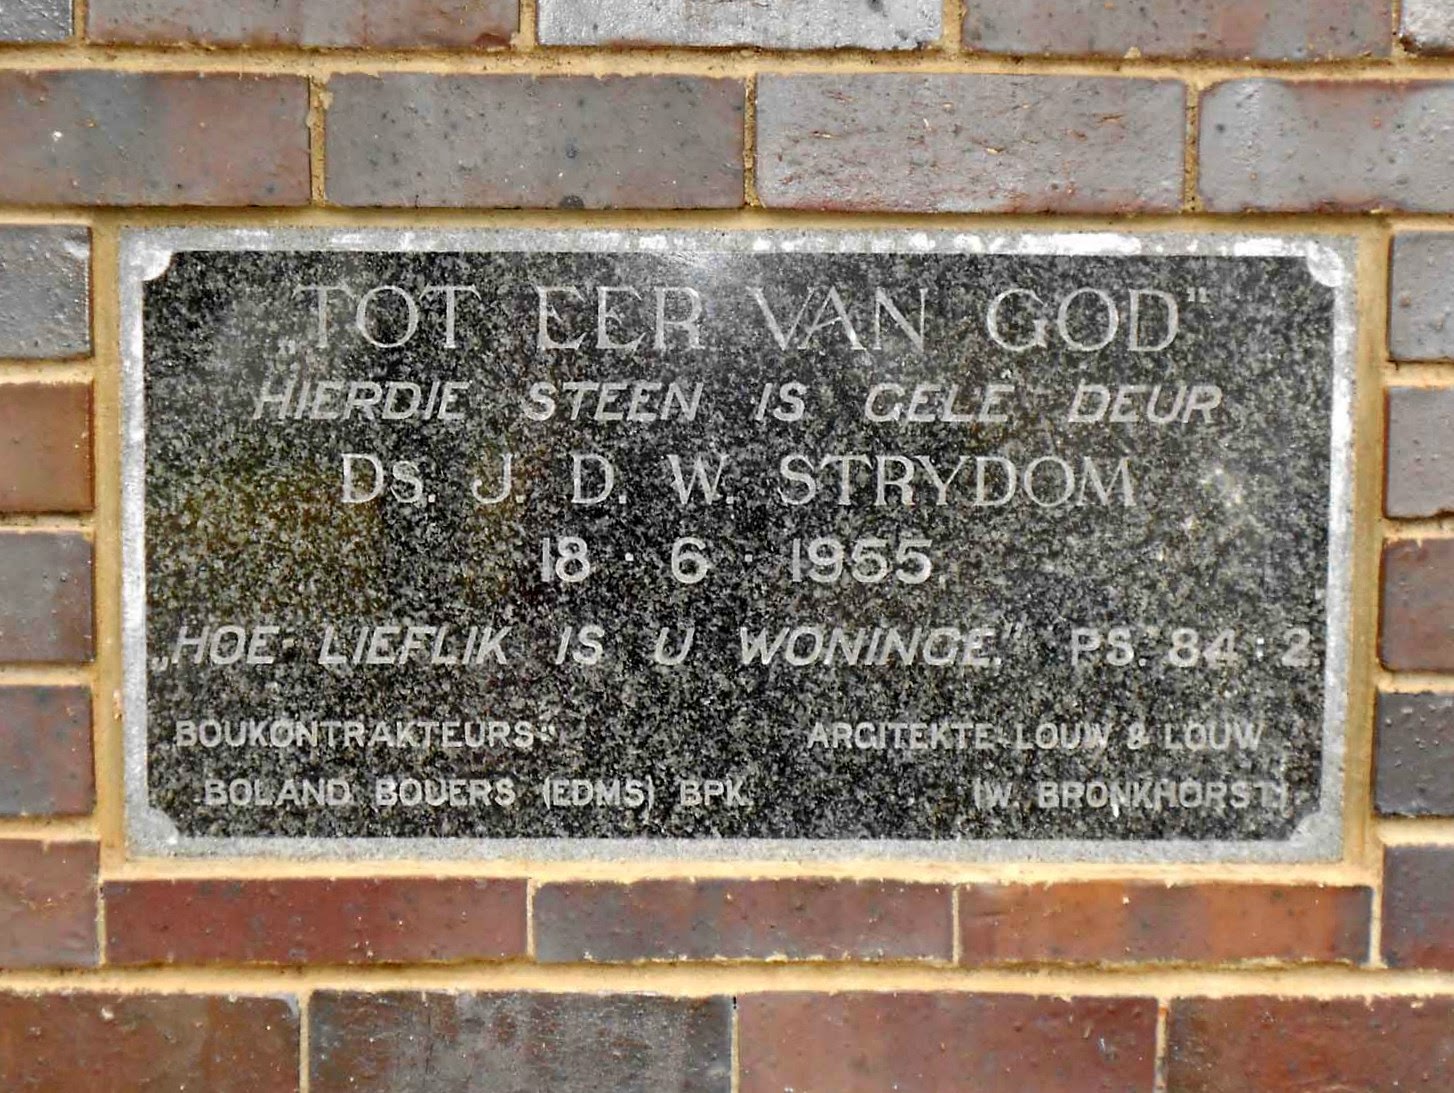 „TOT EER VAN GOD"
HIERDIE STEEN IS GELÊ DEUR
Ds. J. D. W. STRYDOM
18 · 6 · 1955.
„HOE LIEFLIK IS U WONINGE." PS. 84 : 2.
BOUKONTRAKTEURS: ARGITEKTE: LOUW & LOUW
BOLAND BOUERS (EDMS) BPK. (W. BRONKHORST)